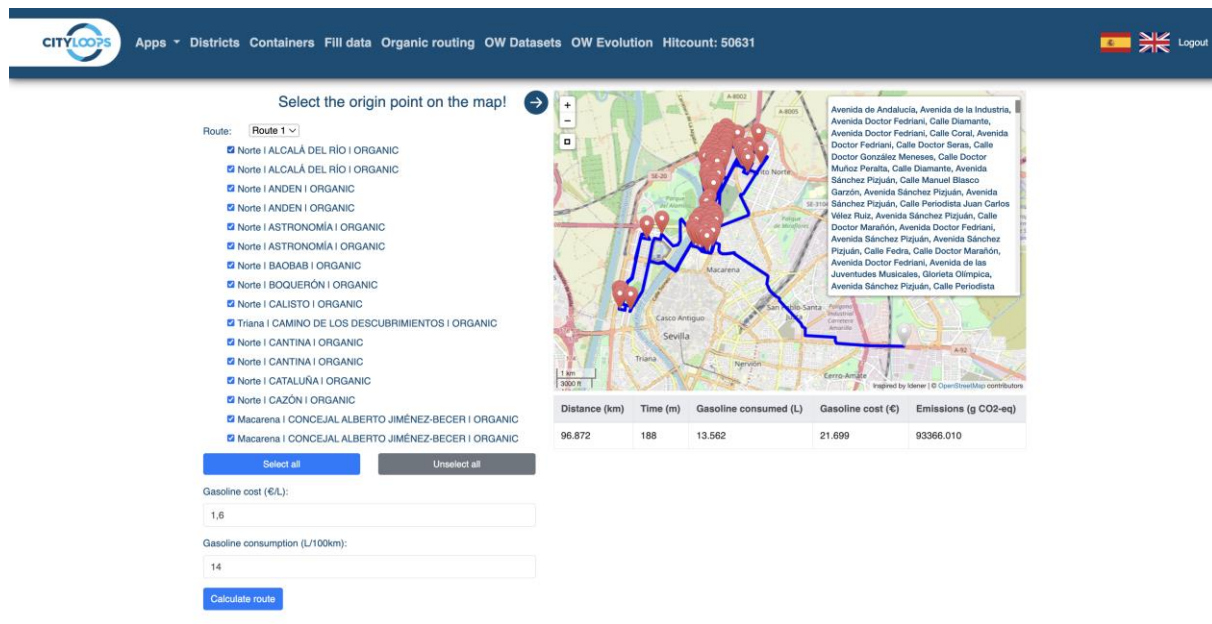 CITYLOOPS
Apps Districts Containers Fill data Organic routing OW Datasets OW Evolution Hitcount: 50631
Logout
Select the origin point on the map!
Route: Route 1
Norte | ALCALÁ DEL RÍO | ORGANIC
Norte | ALCALÁ DEL RÍO | ORGANIC
Norte | ANDEN | ORGANIC
Norte | ANDEN | ORGANIC
Norte | ASTRONOMÍA | ORGANIC
Norte | ASTRONOMÍA | ORGANIC
Norte | BAOBAB | ORGANIC
Norte | BOQUERÓN | ORGANIC
Norte | CALISTO | ORGANIC
Triana | CAMINO DE LOS DESCUBRIMIENTOS | ORGANIC
Norte | CANTINA | ORGANIC
Norte | CANTINA | ORGANIC
Norte | CATALUÑA | ORGANIC
Norte | CAZÓN | ORGANIC
Macarena | CONCEJAL ALBERTO JIMÉNEZ-BECER | ORGANIC
Macarena | CONCEJAL ALBERTO JIMÉNEZ-BECER | ORGANIC
Select all
Unselect all
Gasoline cost (€/L):
1,6
Gasoline consumption (L/100km):
14
Calculate route
+
−
A-8002
A-8005
SE-20
Macarena
Casco Antiguo
Sevilla
Triana
Nervión
Cerro-Amate
A-92
1 km
3000 ft
Inspired by Idener | © OpenStreetMap contributors
Avenida de Andalucía, Avenida de la Industria,
Avenida Doctor Fedriani, Calle Diamante,
Avenida Doctor Fedriani, Calle Coral, Avenida
Doctor Fedriani, Calle Doctor Seras, Calle
Doctor González Meneses, Calle Doctor
Muñoz Peralta, Calle Diamante, Avenida
Sánchez Pizjuán, Calle Manuel Blasco
Garzón, Avenida Sánchez Pizjuán, Avenida
Sánchez Pizjuán, Calle Periodista Juan Carlos
Vélez Ruiz, Avenida Sánchez Pizjuán, Calle
Doctor Marañón, Avenida Doctor Fedriani,
Avenida Sánchez Pizjuán, Avenida Sánchez
Pizjuán, Calle Fedra, Calle Doctor Marañón,
Avenida Doctor Fedriani, Avenida de las
Juventudes Musicales, Glorieta Olímpica,
Avenida Sánchez Pizjuán, Calle Periodista
Distance (km) Time (m) Gasoline consumed (L) Gasoline cost (€) Emissions (g CO2-eq)
96.872 188 13.562 21.699 93366.010